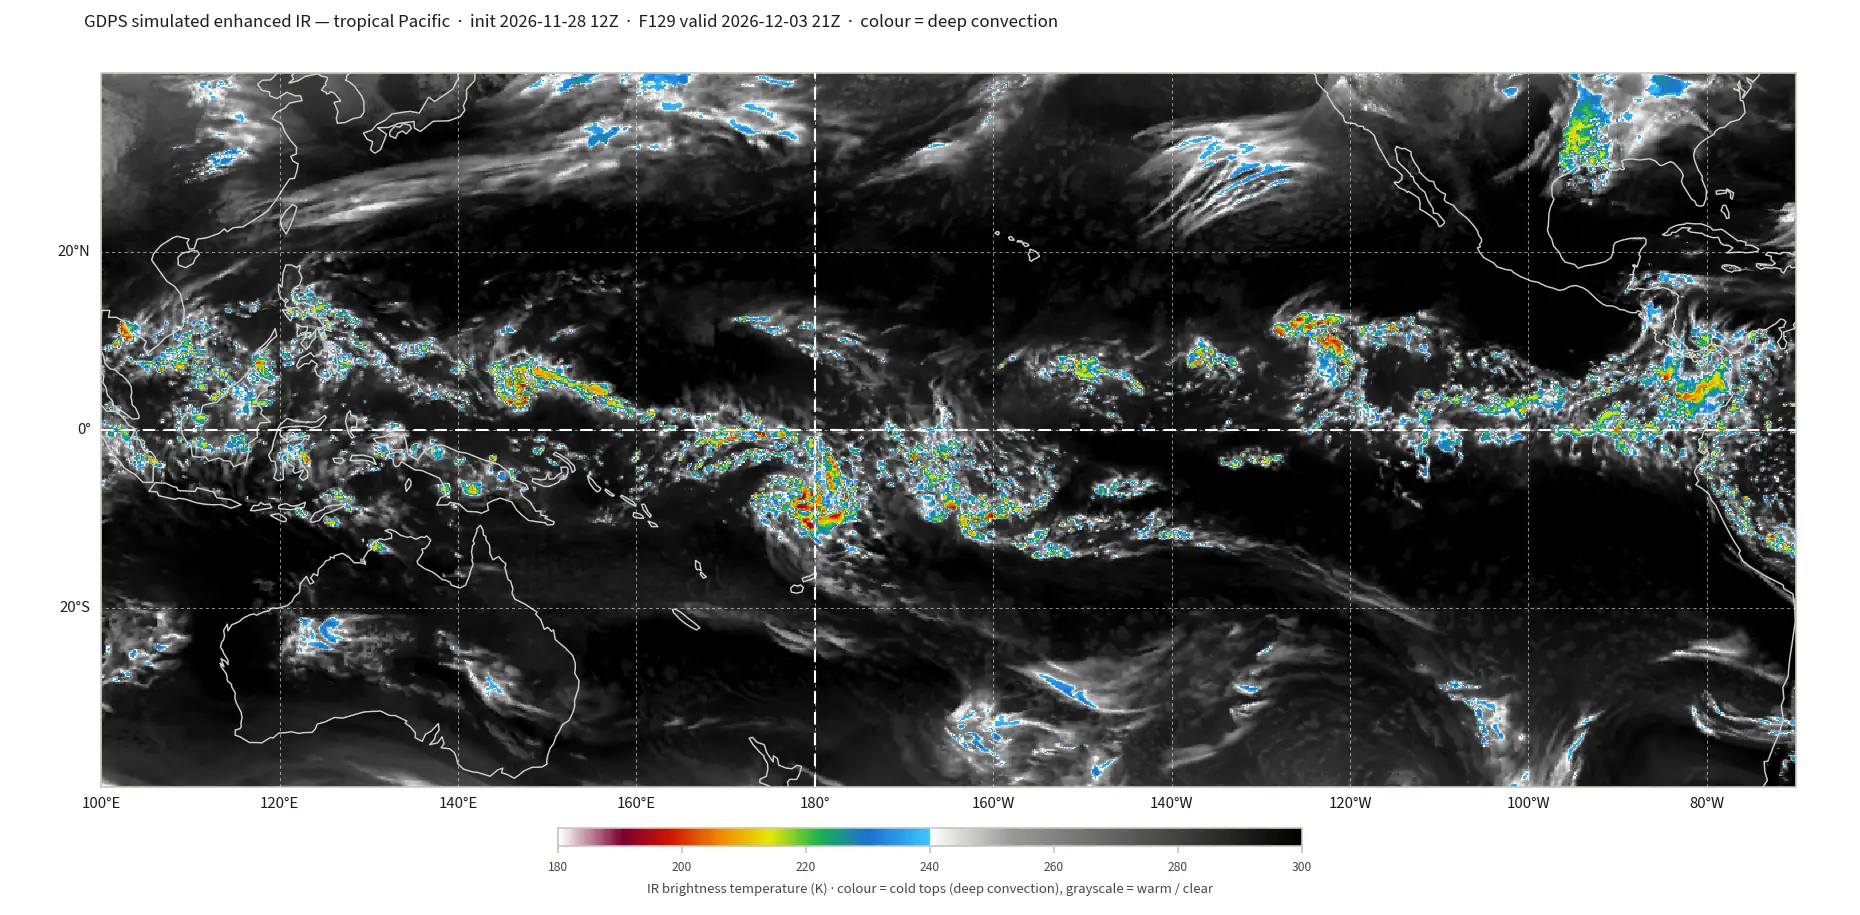 GDPS simulated enhanced IR — tropical Pacific · init 2026-11-28 12Z · F129 valid 2026-12-03 21Z · colour = deep convection
20°N
0°
20°S
100°E 120°E 140°E 160°E 180° 160°W 140°W 120°W 100°W 80°W
180 200 220 240 260 280 300
IR brightness temperature (K) · colour = cold tops (deep convection), grayscale = warm / clear